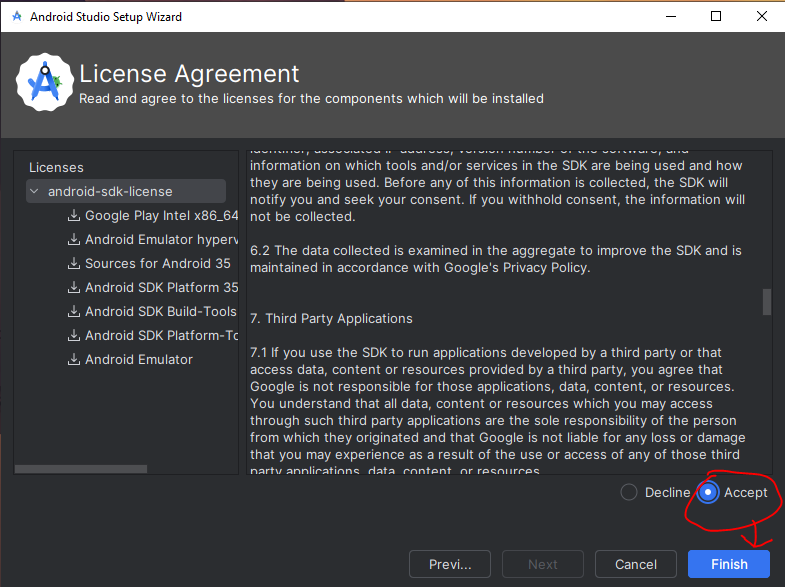 Android Studio Setup Wizard
License Agreement
Read and agree to the licenses for the components which will be installed
Licenses
android-sdk-license
Google Play Intel x86_64
Android Emulator hyperv
Sources for Android 35
Android SDK Platform 35
Android SDK Build-Tools
Android SDK Platform-To
Android Emulator
identifier, associated IP address, version number of the software, and
information on which tools and/or services in the SDK are being used and how
they are being used. Before any of this information is collected, the SDK will
notify you and seek your consent. If you withhold consent, the information will
not be collected.
6.2 The data collected is examined in the aggregate to improve the SDK and is
maintained in accordance with Google's Privacy Policy.
7. Third Party Applications
7.1 If you use the SDK to run applications developed by a third party or that
access data, content or resources provided by a third party, you agree that
Google is not responsible for those applications, data, content, or resources.
You understand that all data, content or resources which you may access
through such third party applications are the sole responsibility of the person
from which they originated and that Google is not liable for any loss or damage
that you may experience as a result of the use or access of any of those third
party applications, data, content, or resources.
Decline Accept
Previ... Next Cancel Finish